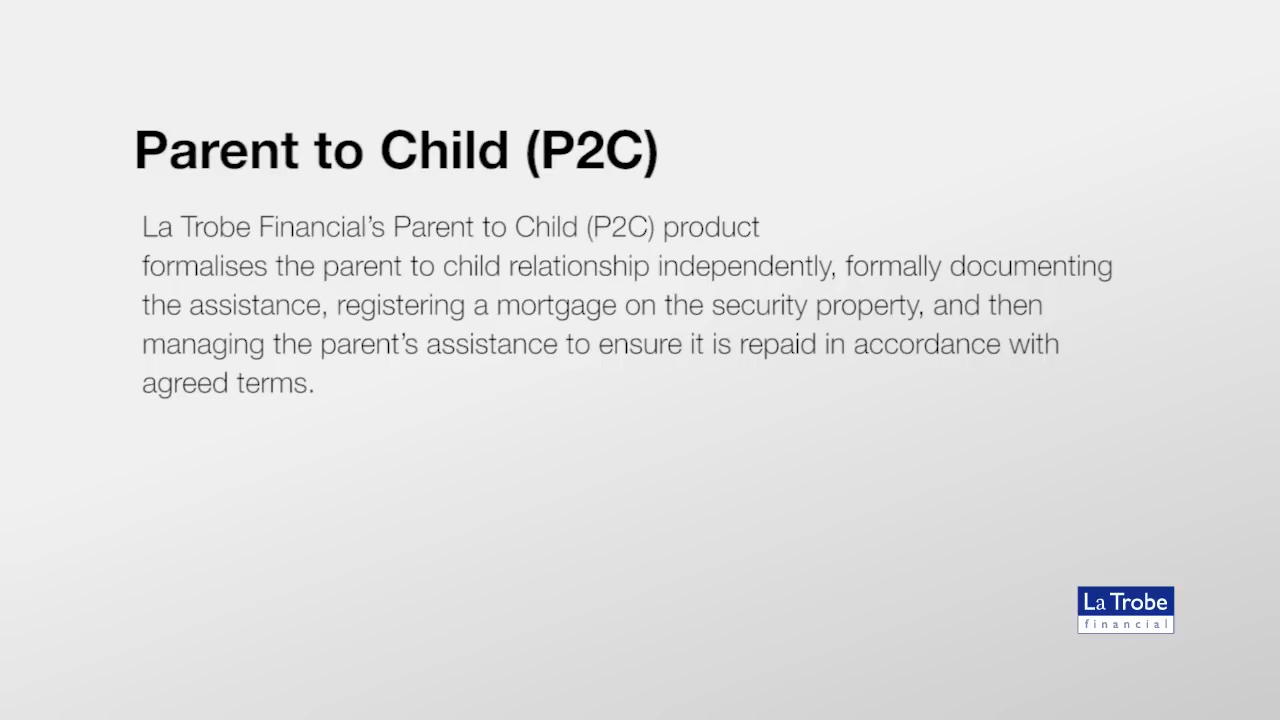 Parent to Child (P2C)
La Trobe Financial’s Parent to Child (P2C) product
formalises the parent to child relationship independently, formally documenting
the assistance, registering a mortgage on the security property, and then
managing the parent’s assistance to ensure it is repaid in accordance with
agreed terms.
La Trobe
financial